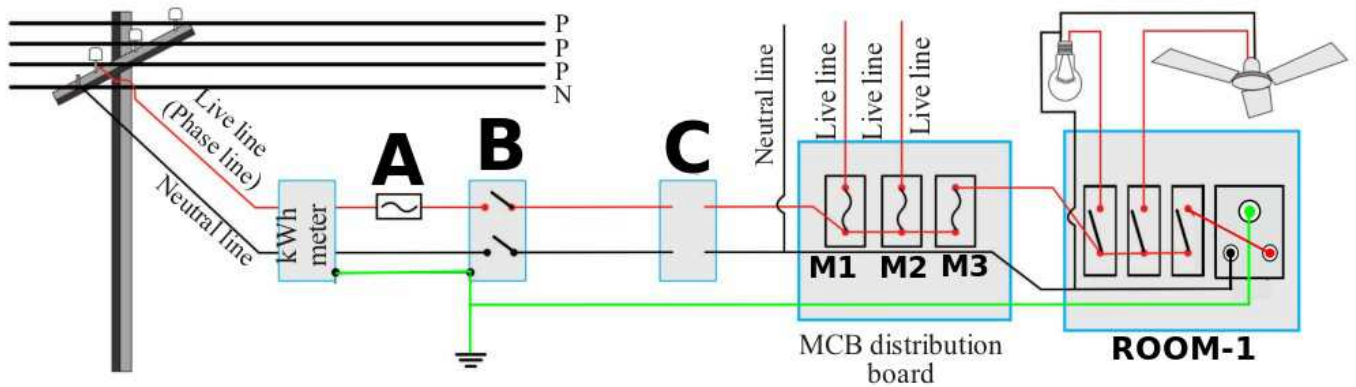 P
P
P
N
Live line
(Phase line)
Neutral line
kWh
meter
A
B
C
Neutral line
Live line
Live line
Live line
M1
M2
M3
MCB distribution
board
ROOM-1